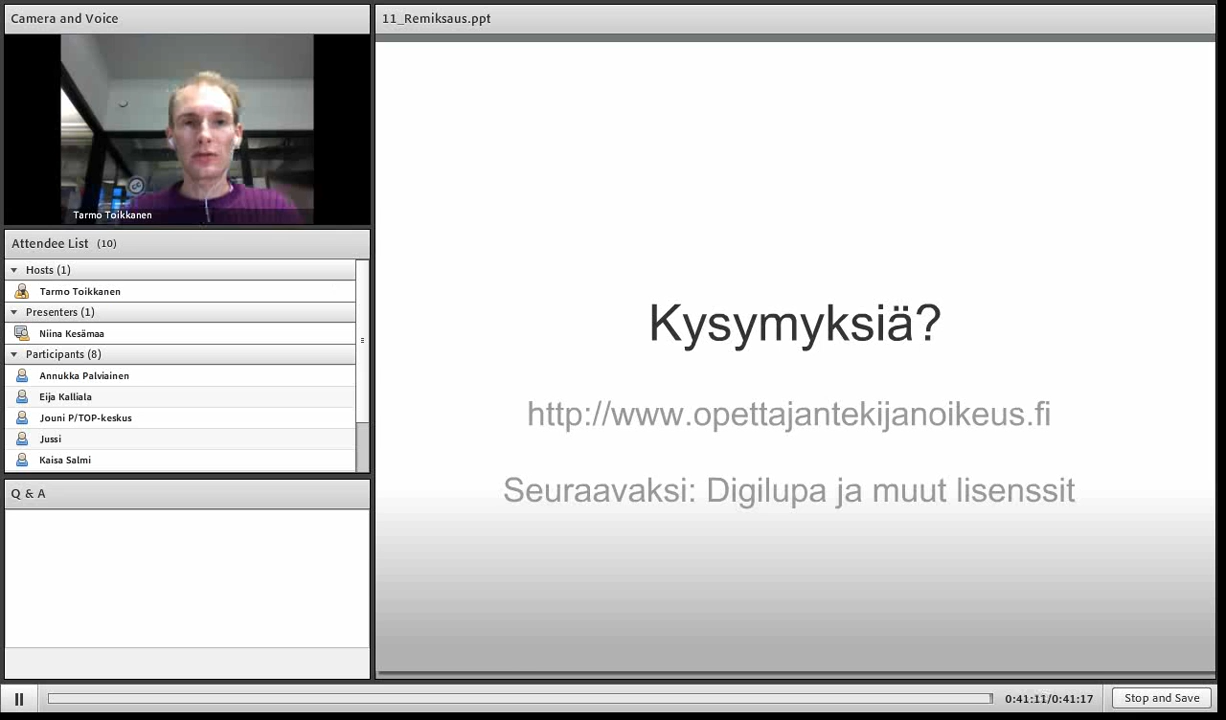 Camera and Voice
Tarmo Toikkanen
Attendee List (10)
Hosts (1)
Tarmo Toikkanen
Presenters (1)
Niina Kesämaa
Participants (8)
Annukka Palviainen
Eija Kalliala
Jouni P/TOP-keskus
Jussi
Kaisa Salmi
Q & A
11_Remiksaus.ppt
Kysymyksiä?
http://www.opettajantekijanoikeus.fi
Seuraavaksi: Digilupa ja muut lisenssit
0:41:11/0:41:17
Stop and Save